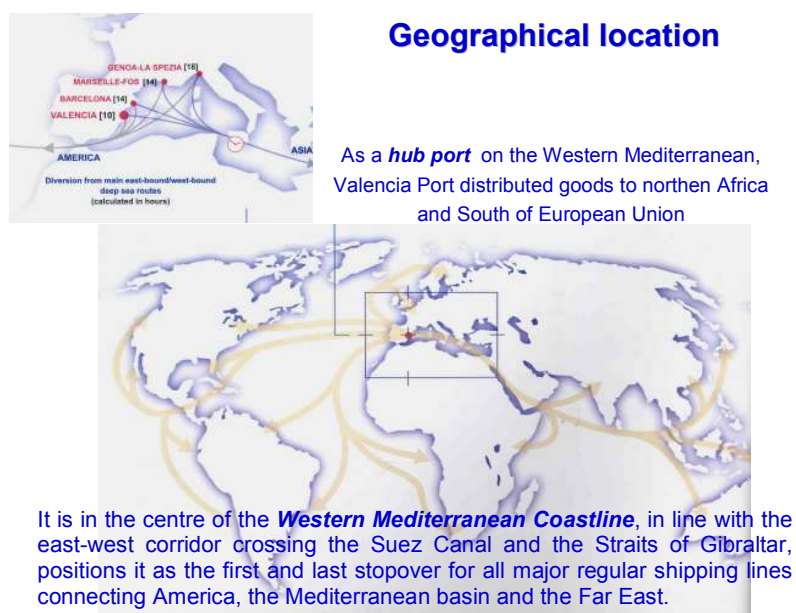 Geographical location
GENOA-LA SPEZIA [18]
MARSEILLE-FOS [14]
BARCELONA [14]
VALENCIA [10]
AMERICA
ASIA
Diversion from main east-bound/west-bound
deep sea routes
(calculated in hours)
As a hub port on the Western Mediterranean,
Valencia Port distributed goods to northen Africa
and South of European Union
It is in the centre of the Western Mediterranean Coastline, in line with the
east-west corridor crossing the Suez Canal and the Straits of Gibraltar,
positions it as the first and last stopover for all major regular shipping lines
connecting America, the Mediterranean basin and the Far East.